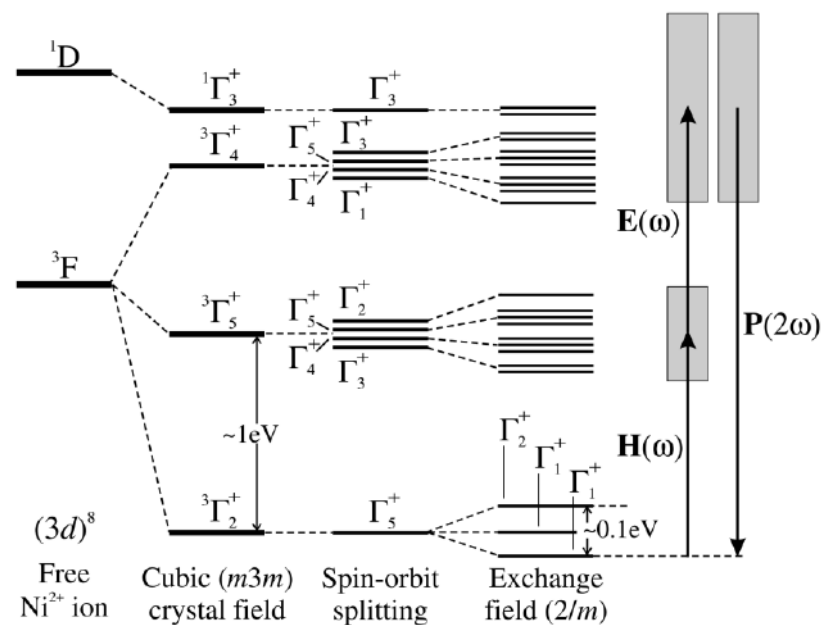 ¹D
¹Γ₃⁺
Γ₃⁺
³Γ₄⁺
Γ₅⁺
Γ₃⁺
Γ₄⁺
Γ₁⁺
E(ω)
³F
³Γ₅⁺
Γ₅⁺
Γ₂⁺
Γ₄⁺
Γ₃⁺
P(2ω)
~1eV
H(ω)
Γ₂⁺
Γ₁⁺
Γ₁⁺
³Γ₂⁺
Γ₅⁺
~0.1eV
(3d)⁸
Free
Ni²⁺ ion
Cubic (m3m)
crystal field
Spin-orbit
splitting
Exchange
field (2/m)